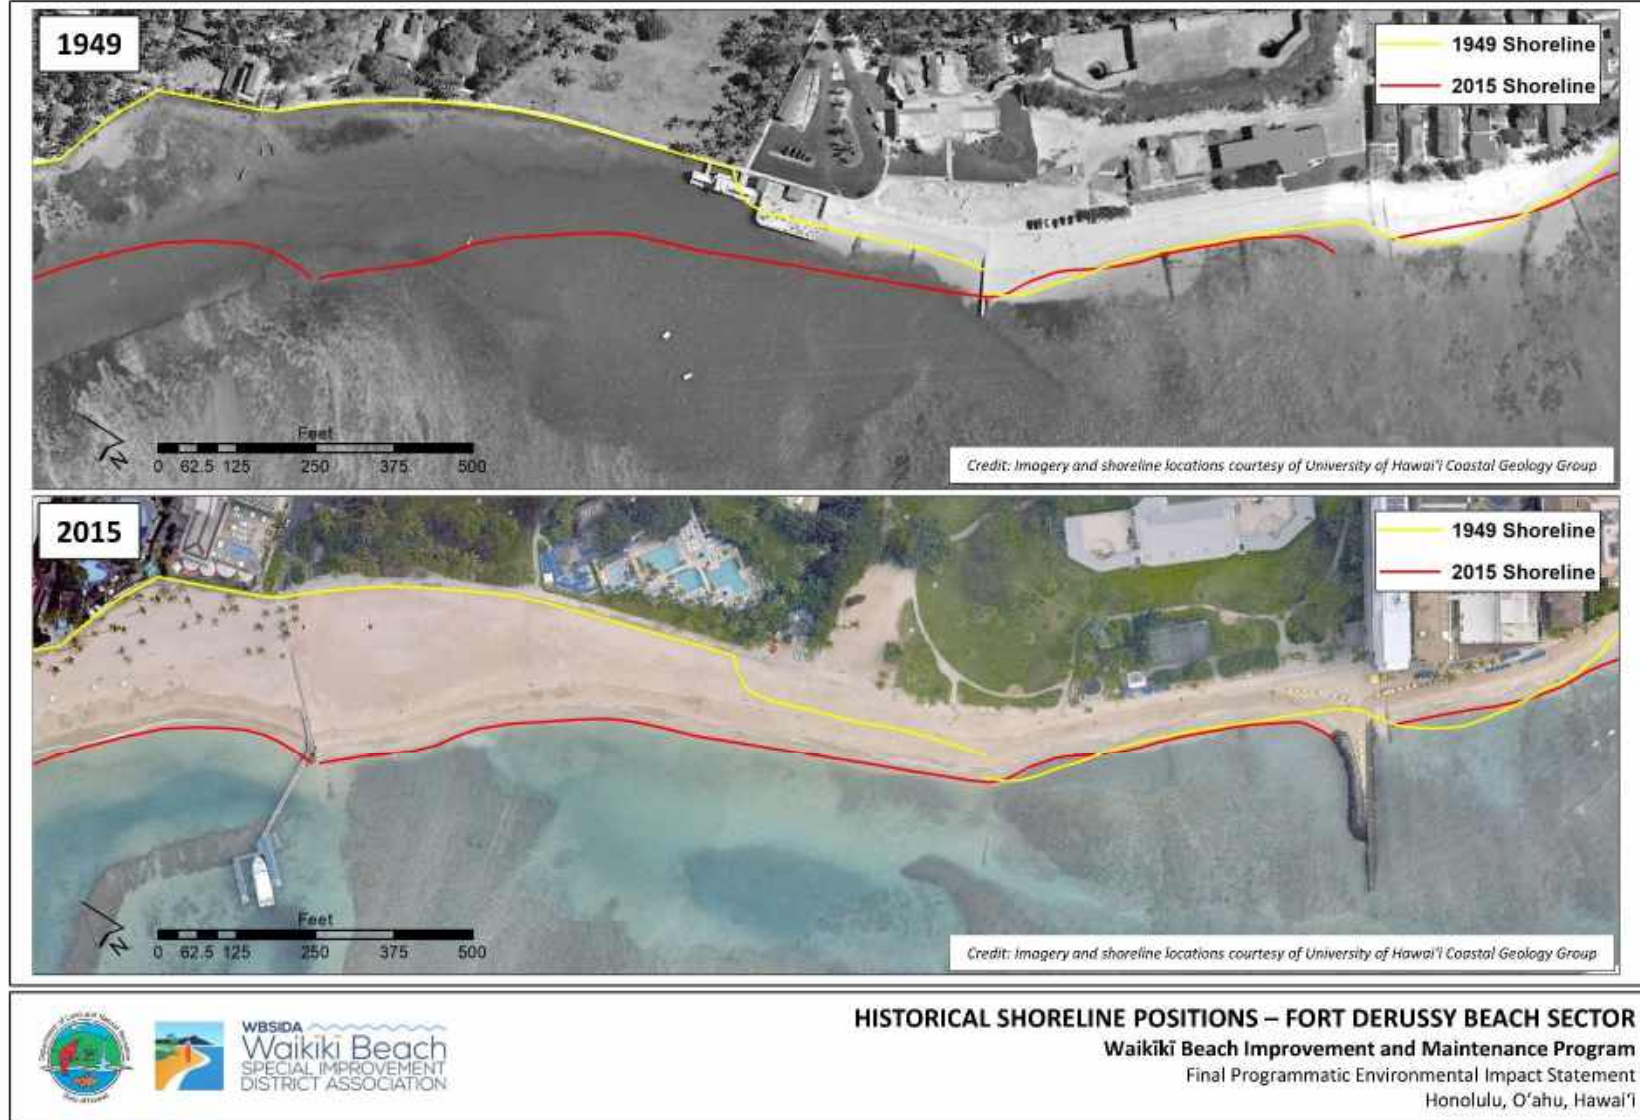 1949
1949 Shoreline
2015 Shoreline
Feet
0 62.5 125 250 375 500
N
Credit: Imagery and shoreline locations courtesy of University of Hawai'i Coastal Geology Group
2015
1949 Shoreline
2015 Shoreline
Feet
0 62.5 125 250 375 500
N
Credit: Imagery and shoreline locations courtesy of University of Hawai'i Coastal Geology Group
WBSIDA
Waikīkī Beach
SPECIAL IMPROVEMENT
DISTRICT ASSOCIATION
HISTORICAL SHORELINE POSITIONS – FORT DERUSSY BEACH SECTOR
Waikīkī Beach Improvement and Maintenance Program
Final Programmatic Environmental Impact Statement
Honolulu, O'ahu, Hawai'i